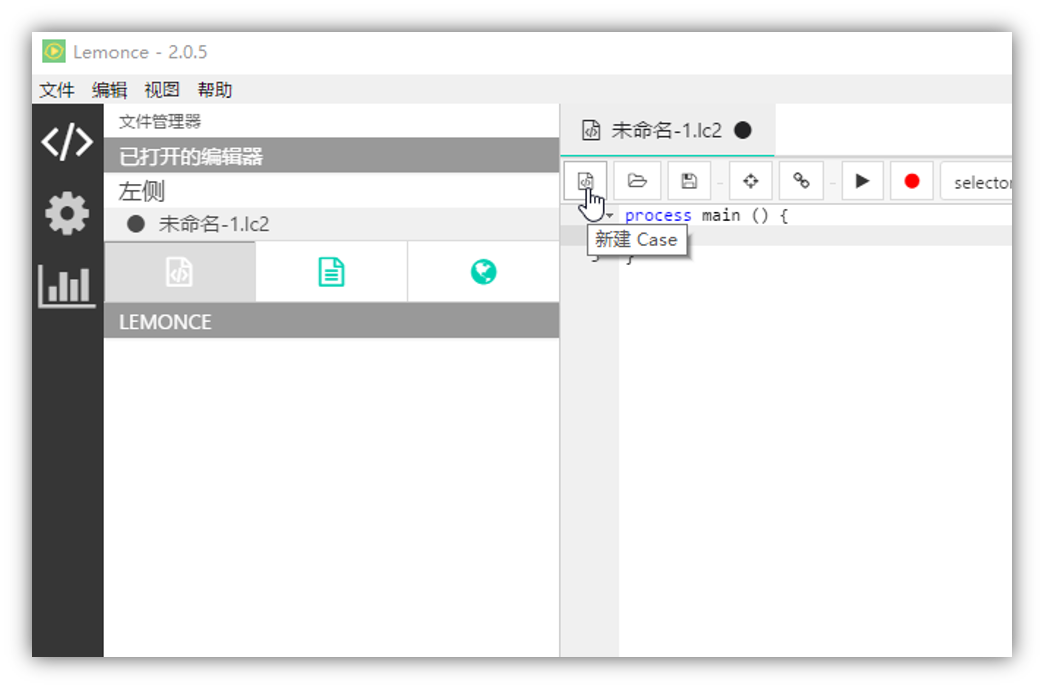 Lemonce - 2.0.5
文件 编辑 视图 帮助
文件管理器
已打开的编辑器
左侧
未命名-1.lc2
LEMONCE
未命名-1.lc2
selector
process main () {
新建 Case
}